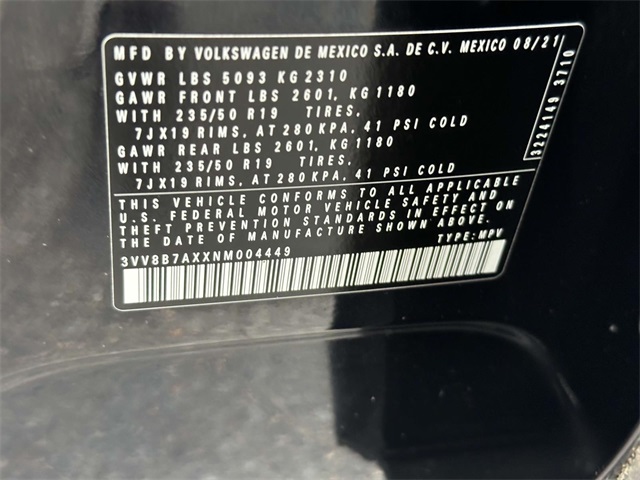 MFD BY VOLKSWAGEN DE MEXICO S.A. DE C.V. MEXICO 08/21
GVWR LBS 5093 KG 2310
GAWR FRONT LBS 2601, KG 1180
WITH 235/50 R19 TIRES,
7JX19 RIMS, AT 280 KPA, 41 PSI COLD
GAWR REAR LBS 2601, KG 1180
WITH 235/50 R19 TIRES,
7JX19 RIMS, AT 280 KPA, 41 PSI COLD
THIS VEHICLE CONFORMS TO ALL APPLICABLE
U.S. FEDERAL MOTOR VEHICLE SAFETY AND
THEFT PREVENTION STANDARDS IN EFFECT ON
THE DATE OF MANUFACTURE SHOWN ABOVE.
3VV8B7AXXNM004449 TYPE: MPV
3224149 3710